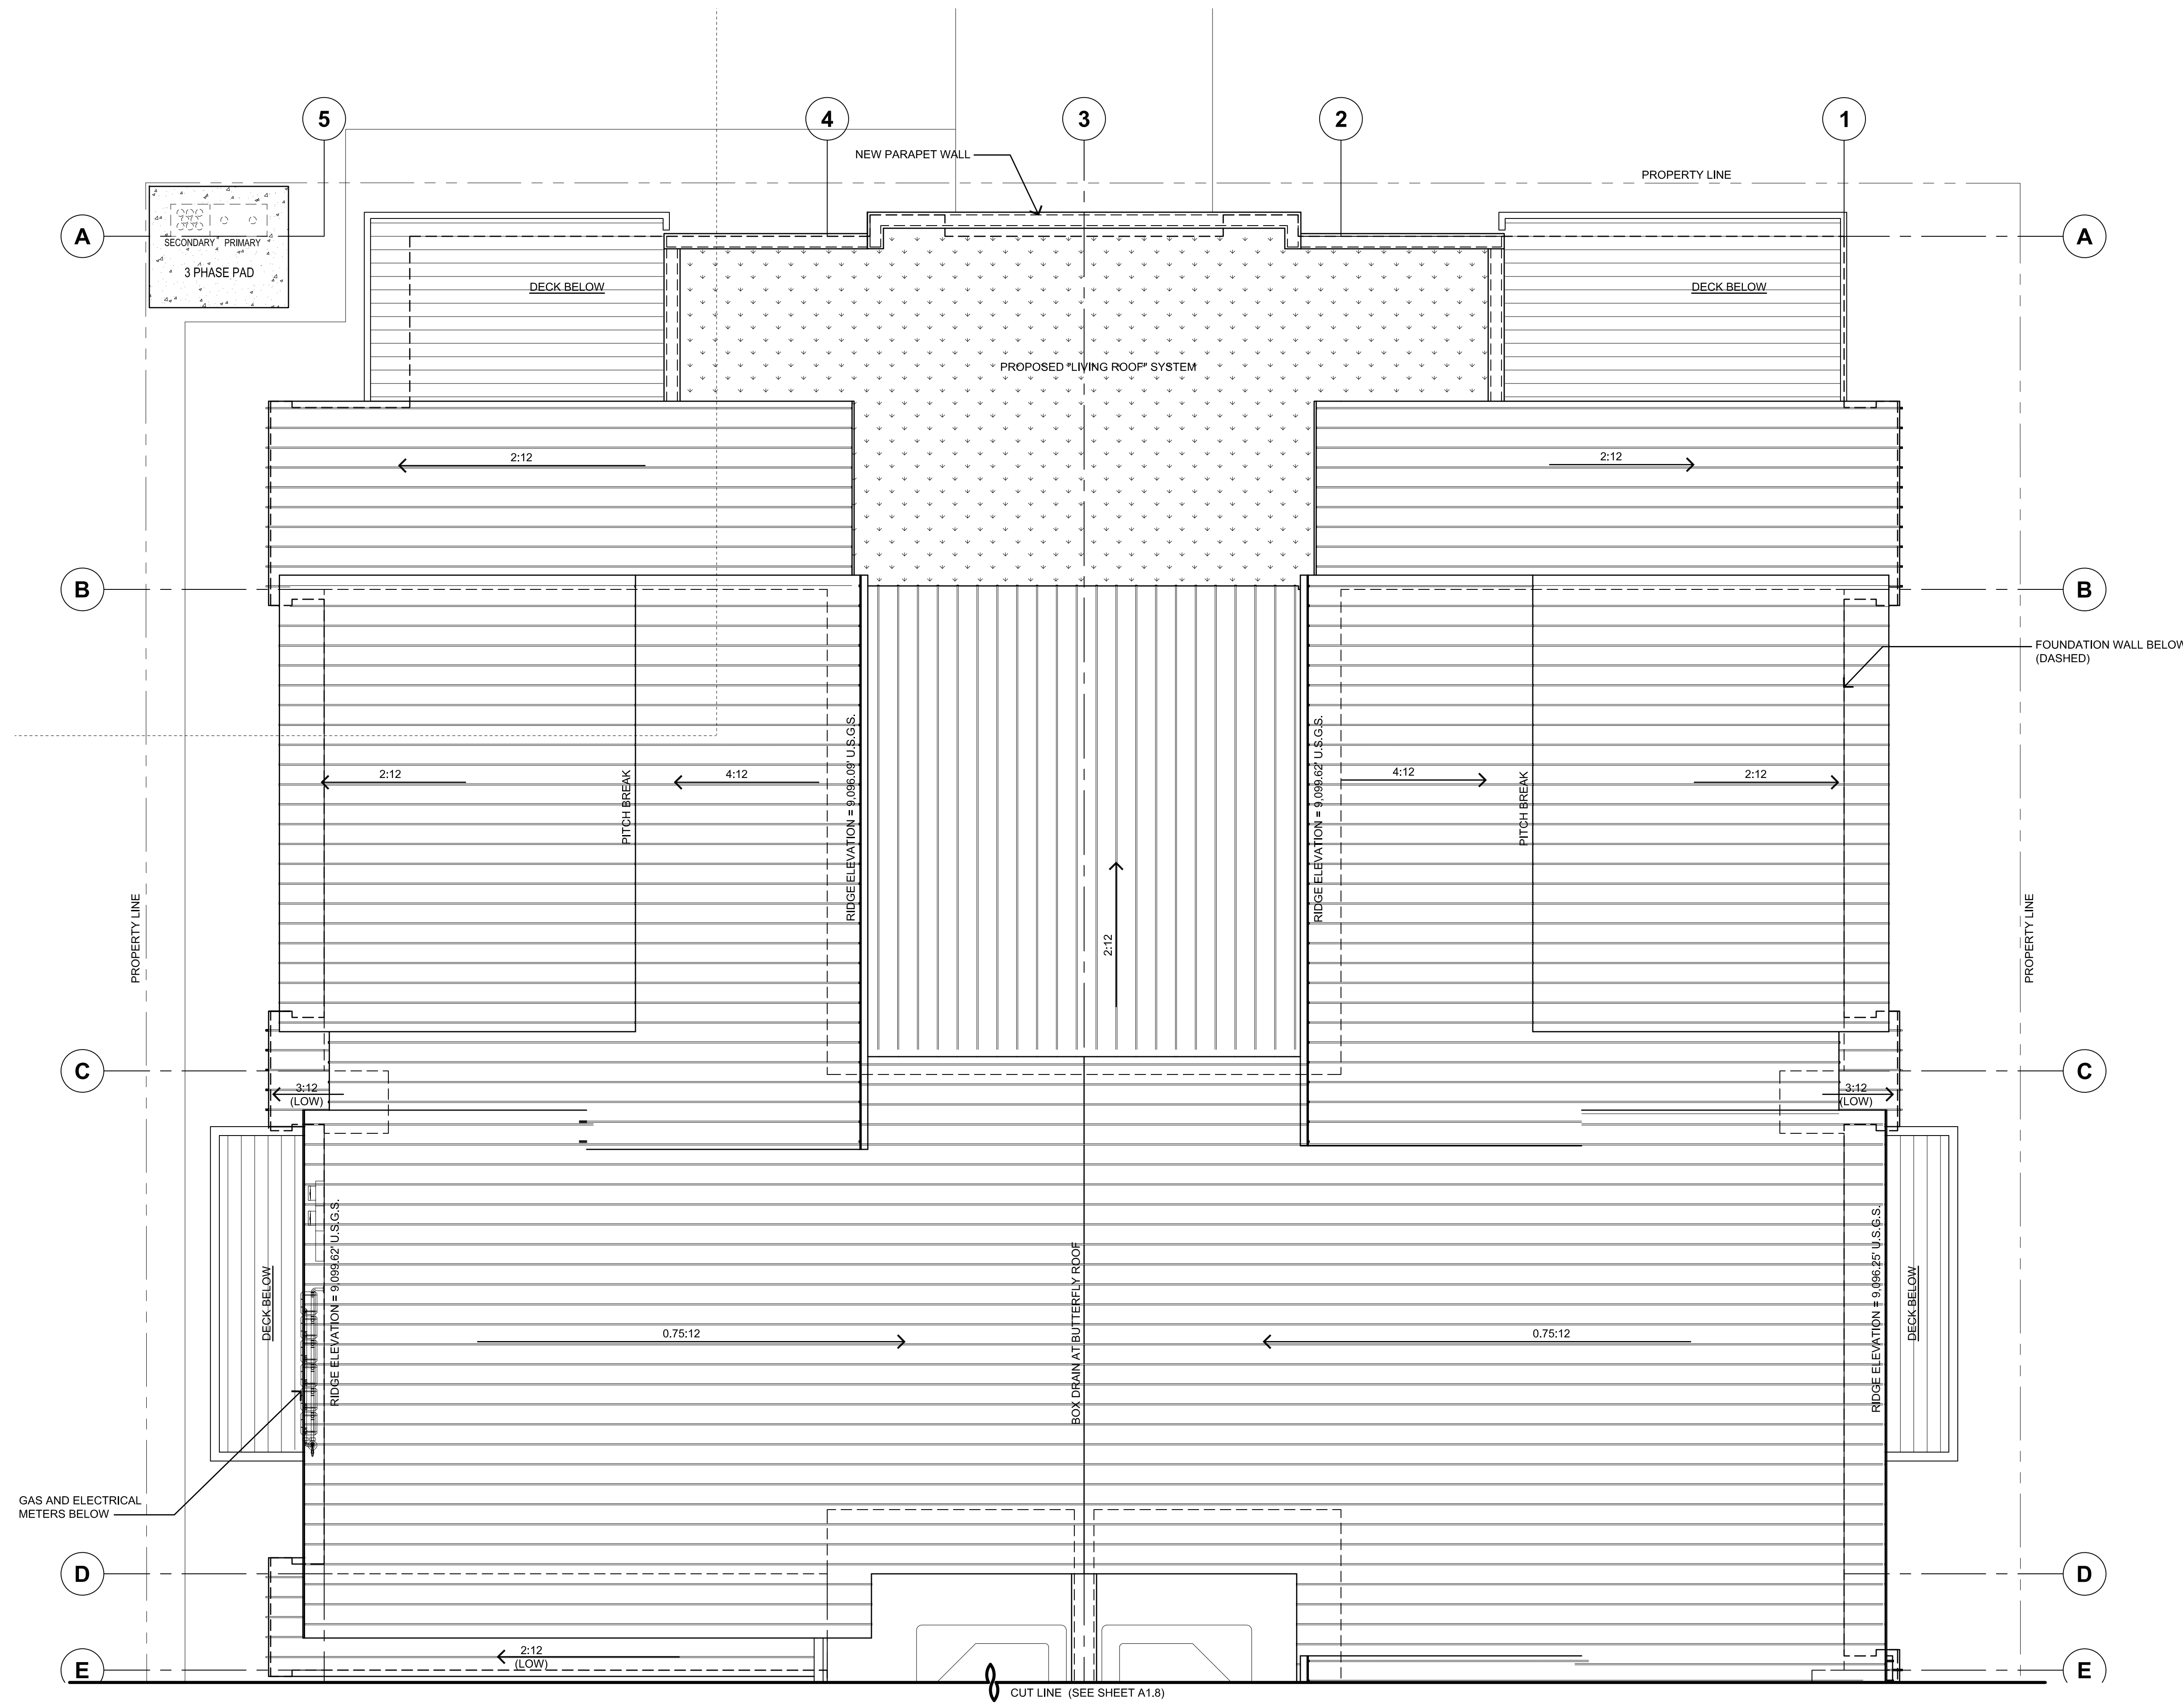 5
4
3
2
1
NEW PARAPET WALL
PROPERTY LINE
A
SECONDARY PRIMARY
3 PHASE PAD
A
DECK BELOW
DECK BELOW
PROPOSED "LIVING ROOF" SYSTEM
2:12
2:12
B
B
FOUNDATION WALL BELOW
(DASHED)
2:12
4:12
4:12
2:12
PITCH BREAK
RIDGE ELEVATION = 9,096.09' U.S.G.S.
RIDGE ELEVATION = 9,099.62' U.S.G.S.
PITCH BREAK
2:12
PROPERTY LINE
PROPERTY LINE
C
C
3:12
(LOW)
3:12
(LOW)
DECK BELOW
RIDGE ELEVATION = 9,099.62' U.S.G.S.
BOX DRAIN AT BUTTERFLY ROOF
RIDGE ELEVATION = 9,096.25' U.S.G.S.
DECK BELOW
0.75:12
0.75:12
GAS AND ELECTRICAL
METERS BELOW
D
D
2:12
(LOW)
E
E
CUT LINE (SEE SHEET A1.8)